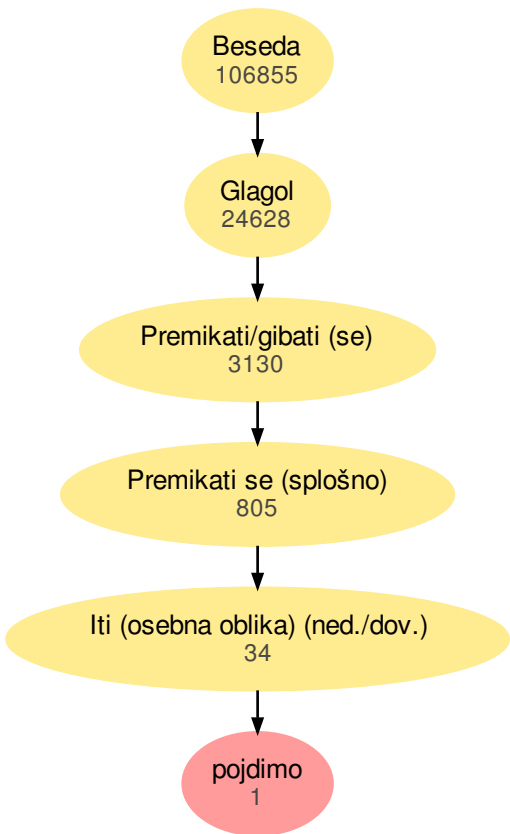 Beseda
106855
Glagol
24628
Premikati/gibati (se)
3130
Premikati se (splošno)
805
Iti (osebna oblika) (ned./dov.)
34
pojdimo
1